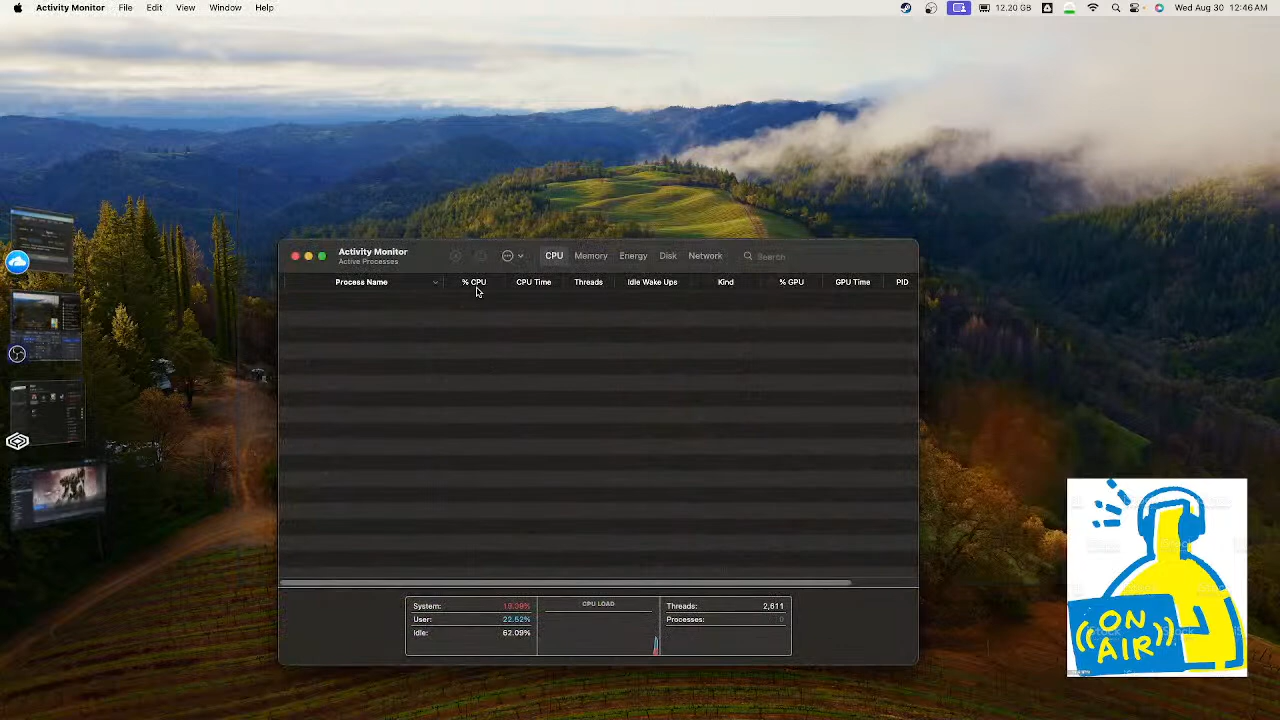 Activity Monitor File Edit View Window Help
12.20 GB Wed Aug 30 12:46 AM
Activity Monitor
Active Processes
CPU Memory Energy Disk Network Search
Process Name % CPU CPU Time Threads Idle Wake Ups Kind % GPU GPU Time PID
System:
CPU LOAD
Threads: 2,611
User: 22.52%
Processes: 0
Idle: 62.09%
ON
AIR
iStock